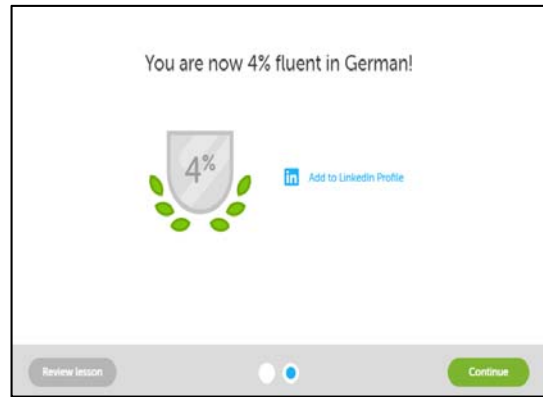 You are now 4% fluent in German!
4%
in Add to LinkedIn Profile
Review lesson
Continue